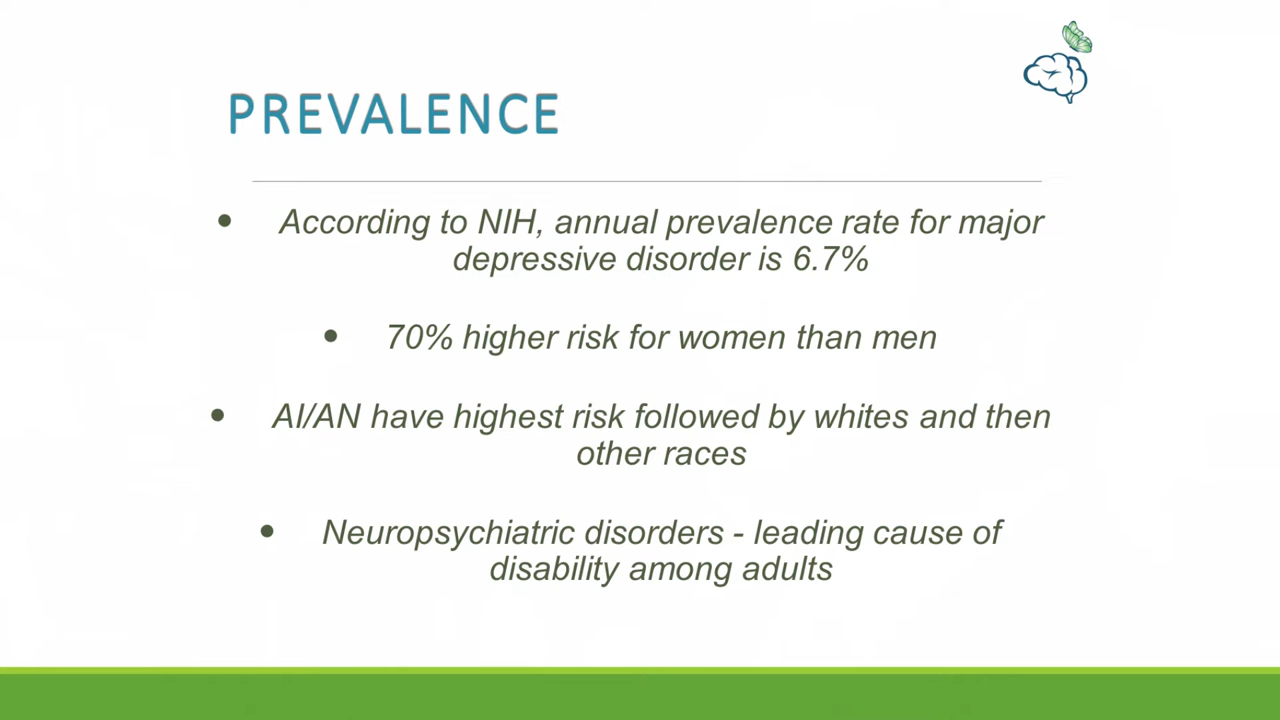 PREVALENCE
• According to NIH, annual prevalence rate for major
depressive disorder is 6.7%
• 70% higher risk for women than men
• AI/AN have highest risk followed by whites and then
other races
• Neuropsychiatric disorders - leading cause of
disability among adults